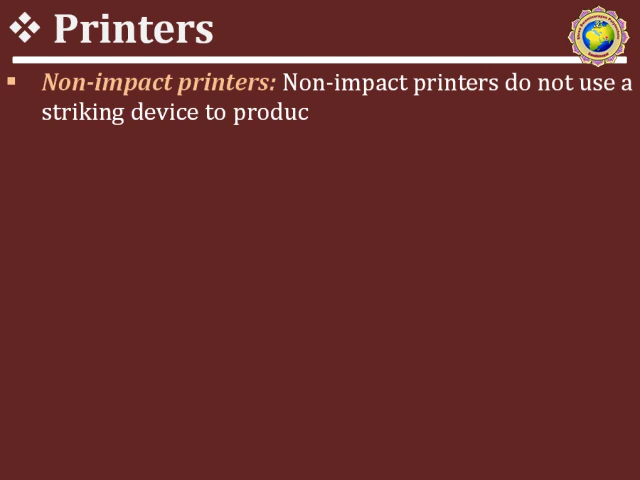 ❖ Printers
▪ Non-impact printers: Non-impact printers do not use a
striking device to produc